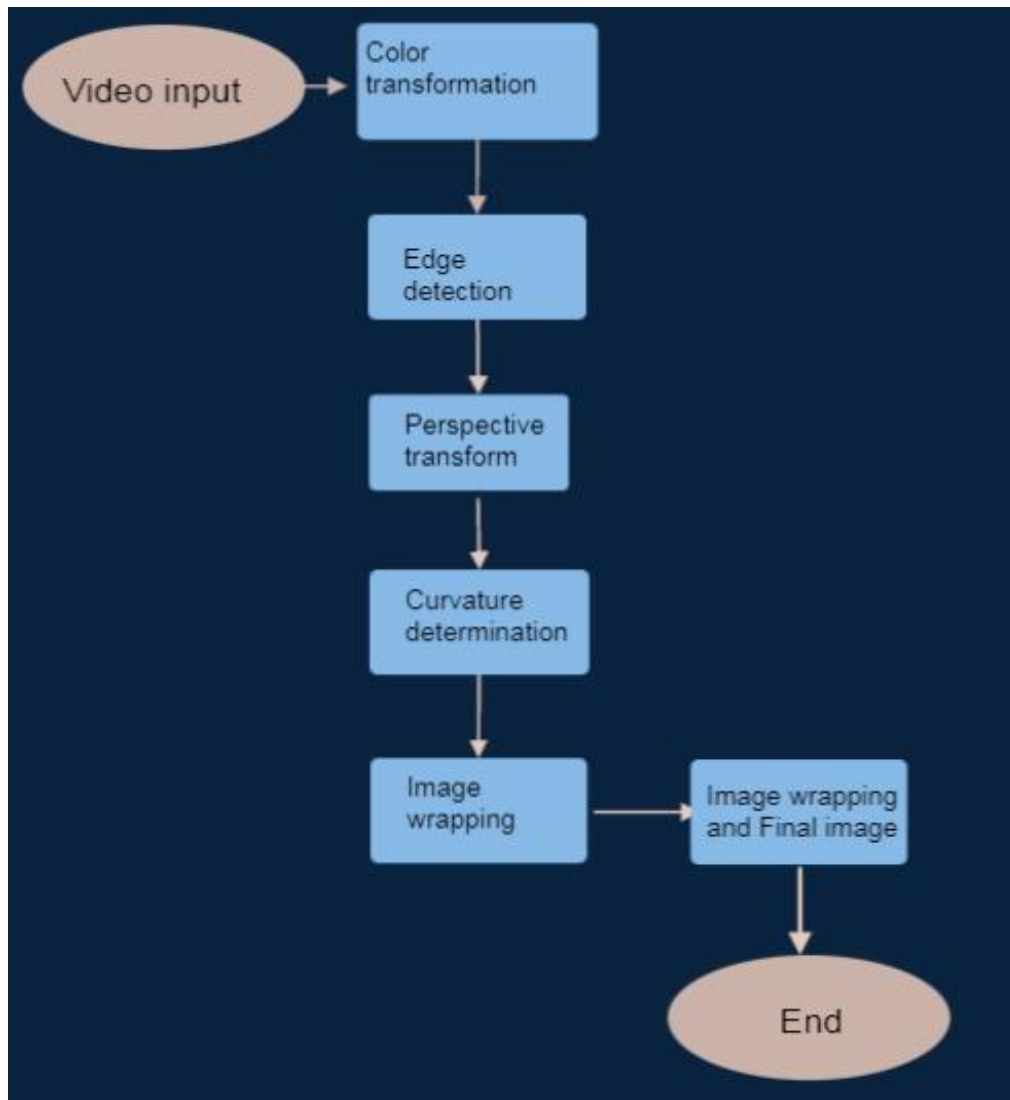 Video input
Color
transformation
Edge
detection
Perspective
transform
Curvature
determination
Image
wrapping
Image wrapping
and Final image
End